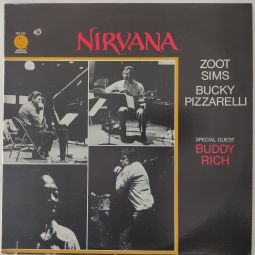 NIRVANA
ZOOT
SIMS
BUCKY
PIZZARELLI
SPECIAL GUEST
BUDDY
RICH